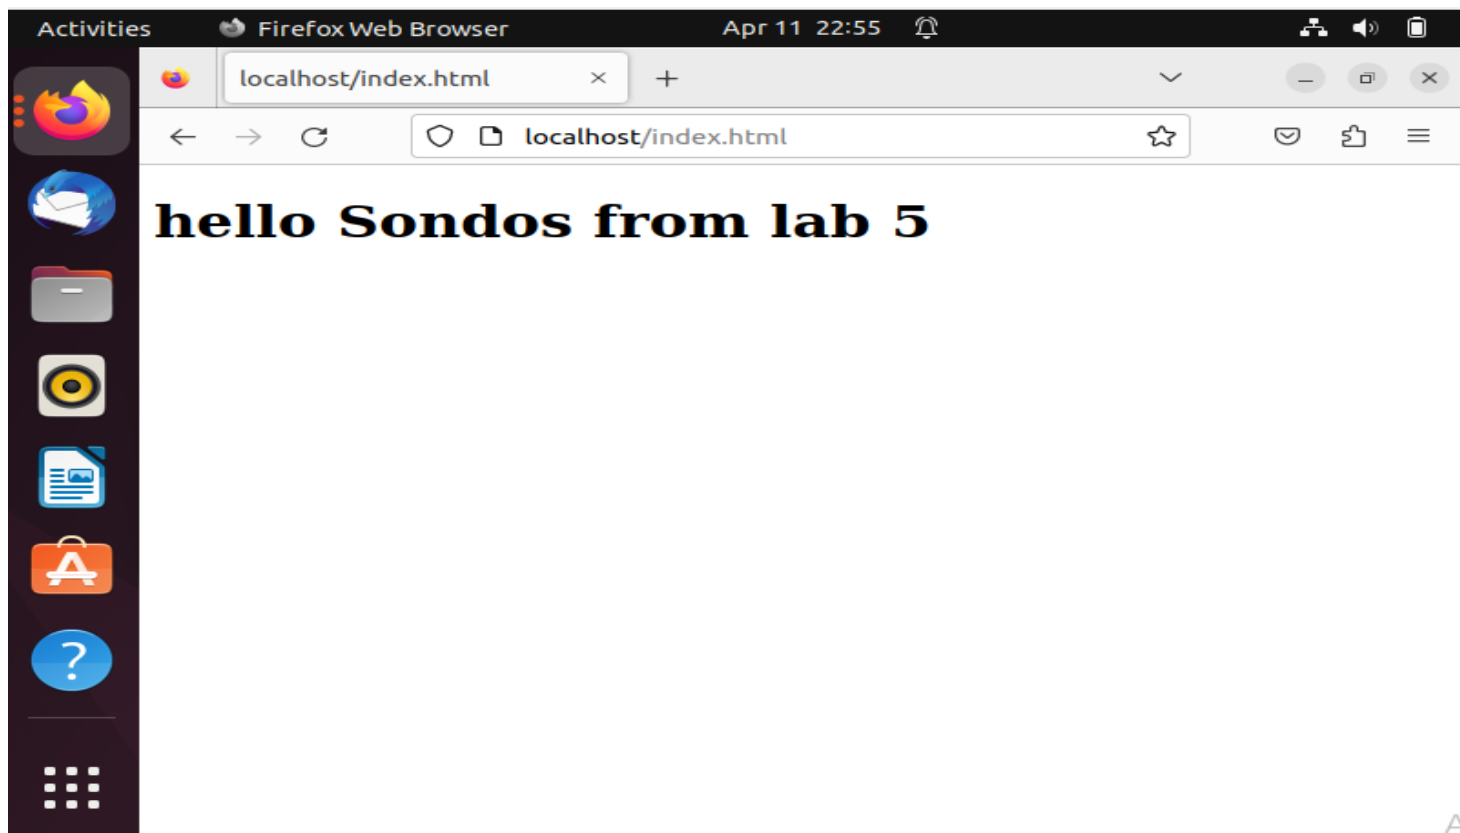 Activities Firefox Web Browser Apr 11 22:55
localhost/index.html
localhost/index.html
hello Sondos from lab 5